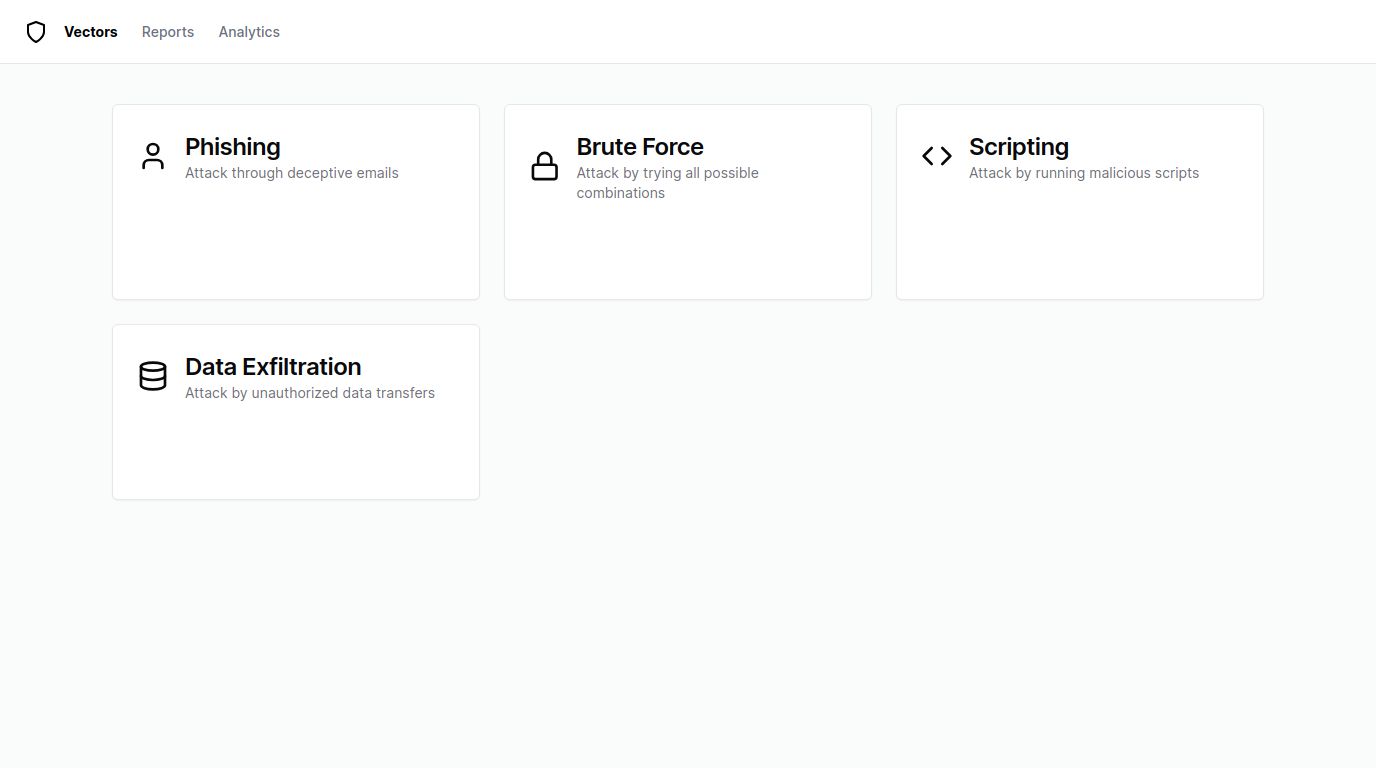 Vectors
Reports
Analytics
Phishing
Attack through deceptive emails
Brute Force
Attack by trying all possible
combinations
Scripting
Attack by running malicious scripts
Data Exfiltration
Attack by unauthorized data transfers